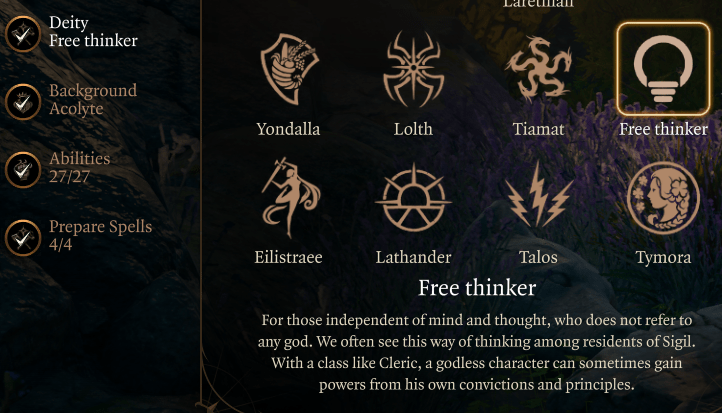 LaretHian
Deity
Free thinker
Background
Acolyte
Abilities
27/27
Prepare Spells
4/4
Yondalla
Lolth
Tiamat
Free thinker
Eilistraee
Lathander
Talos
Tymora
Free thinker
For those independent of mind and thought, who does not refer to
any god. We often see this way of thinking among residents of Sigil.
With a class like Cleric, a godless character can sometimes gain
powers from his own convictions and principles.